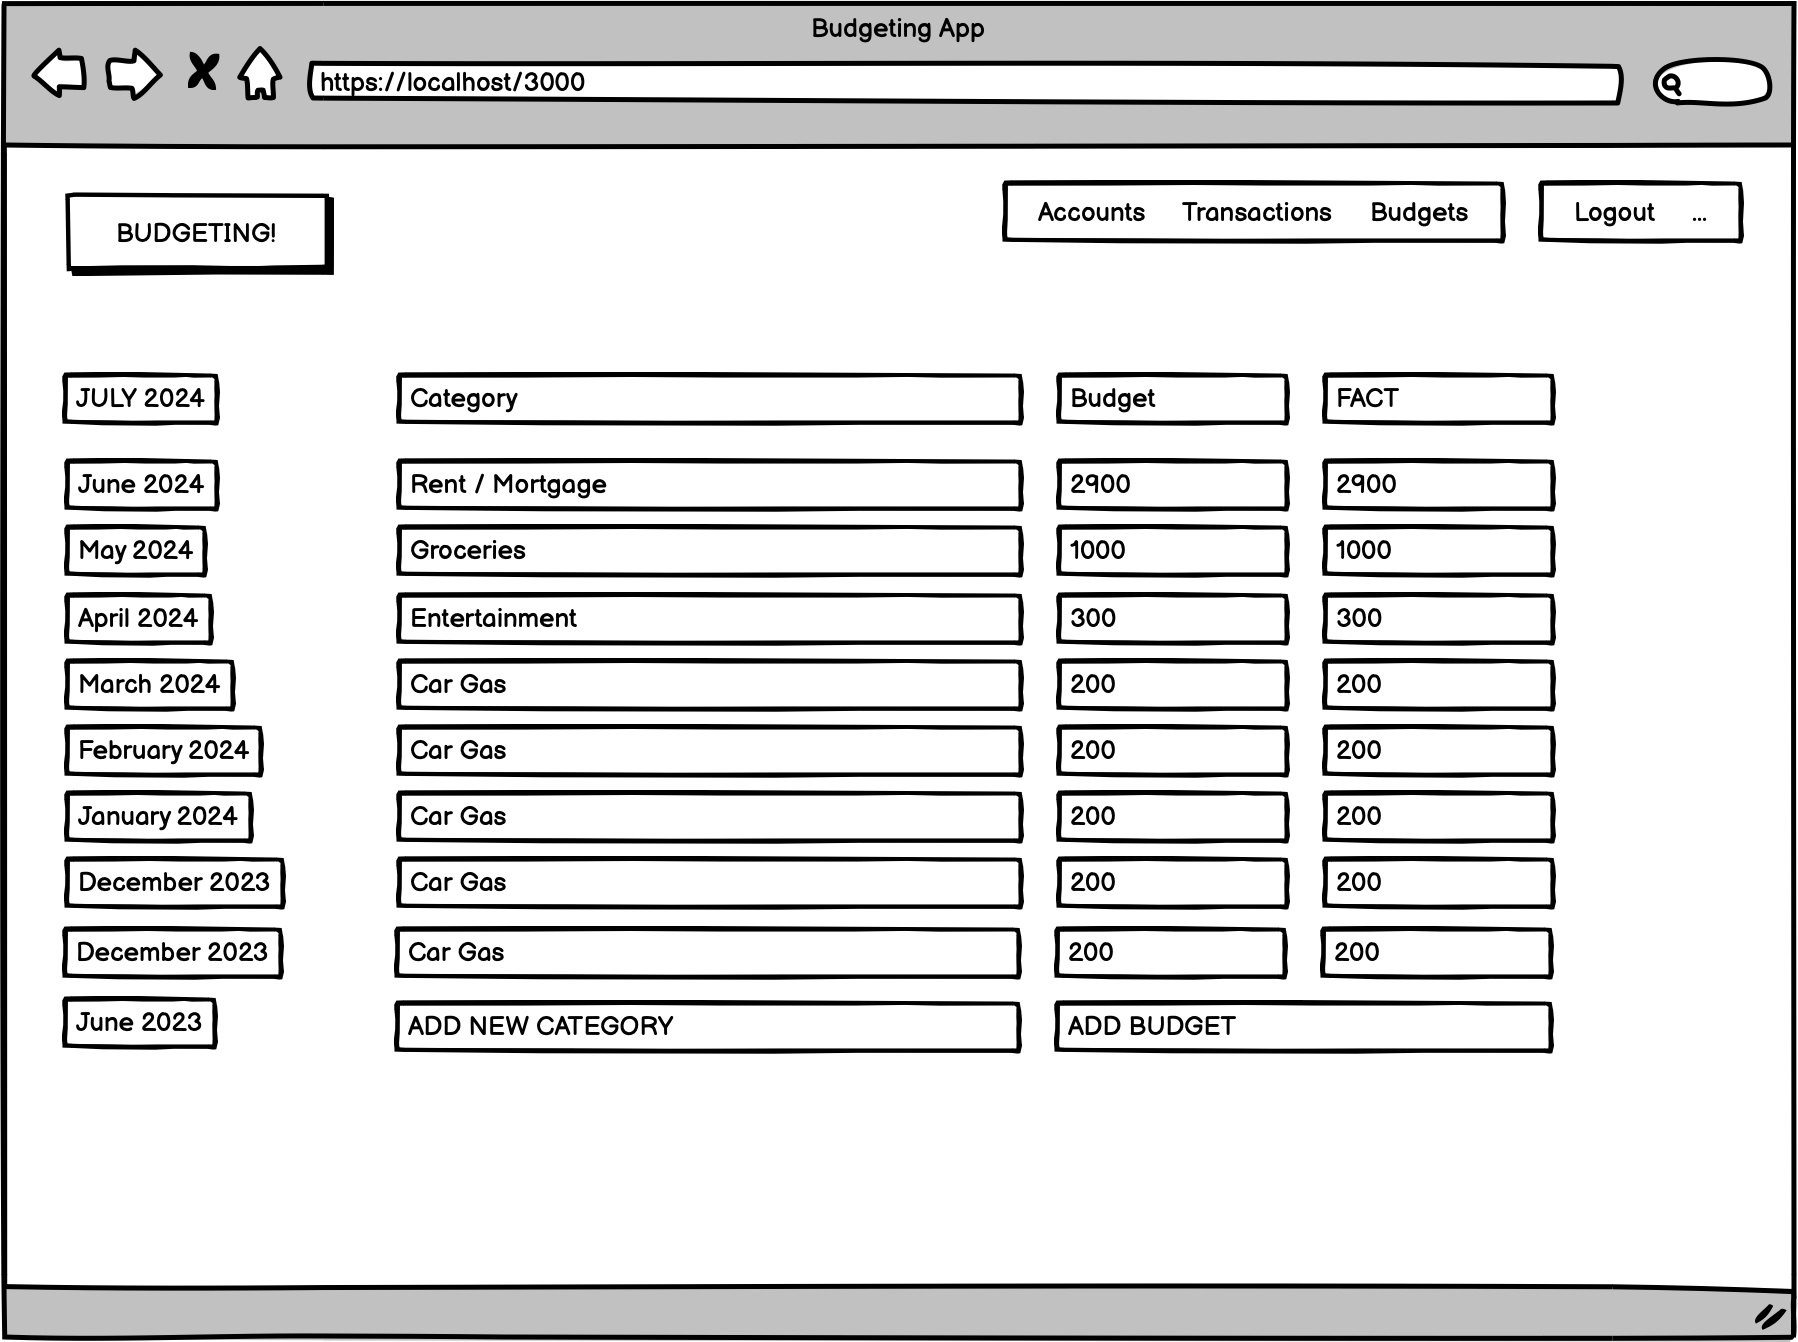 Budgeting App
https://localhost/3000
BUDGETING!
Accounts Transactions Budgets
Logout ...
JULY 2024 Category Budget FACT
June 2024 Rent / Mortgage 2900 2900
May 2024 Groceries 1000 1000
April 2024 Entertainment 300 300
March 2024 Car Gas 200 200
February 2024 Car Gas 200 200
January 2024 Car Gas 200 200
December 2023 Car Gas 200 200
December 2023 Car Gas 200 200
June 2023 ADD NEW CATEGORY ADD BUDGET